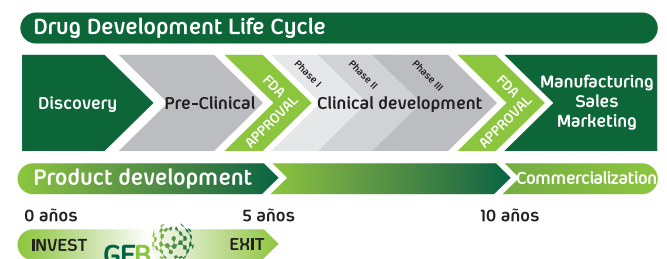 Drug Development Life Cycle
Discovery
Pre-Clinical
FDA
APPROVAL
Phase I
Phase II
Phase III
Clinical development
FDA
APPROVAL
Manufacturing
Sales
Marketing
Product development
Commercialization
0 años
5 años
10 años
INVEST
GFB
EXIT